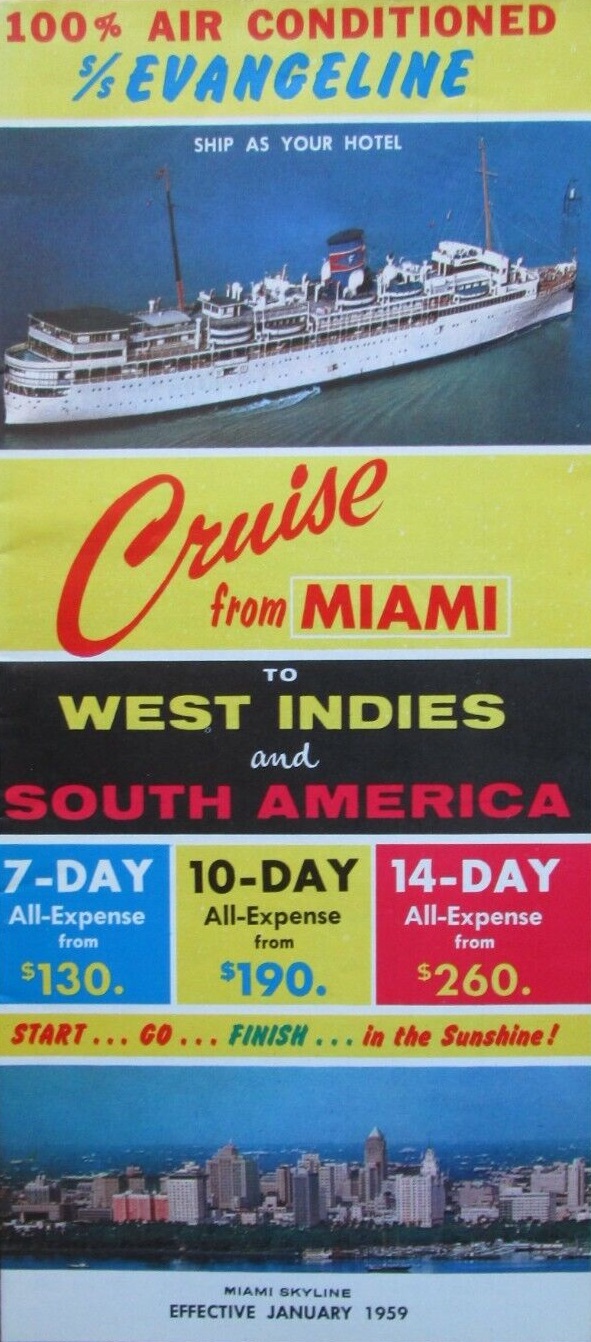 100% AIR CONDITIONED
S/S EVANGELINE
SHIP AS YOUR HOTEL
Cruise
from MIAMI
TO
WEST INDIES
and
SOUTH AMERICA
7-DAY
All-Expense
from
$130.
10-DAY
All-Expense
from
$190.
14-DAY
All-Expense
from
$260.
START... GO... FINISH... in the Sunshine!
MIAMI SKYLINE
EFFECTIVE JANUARY 1959